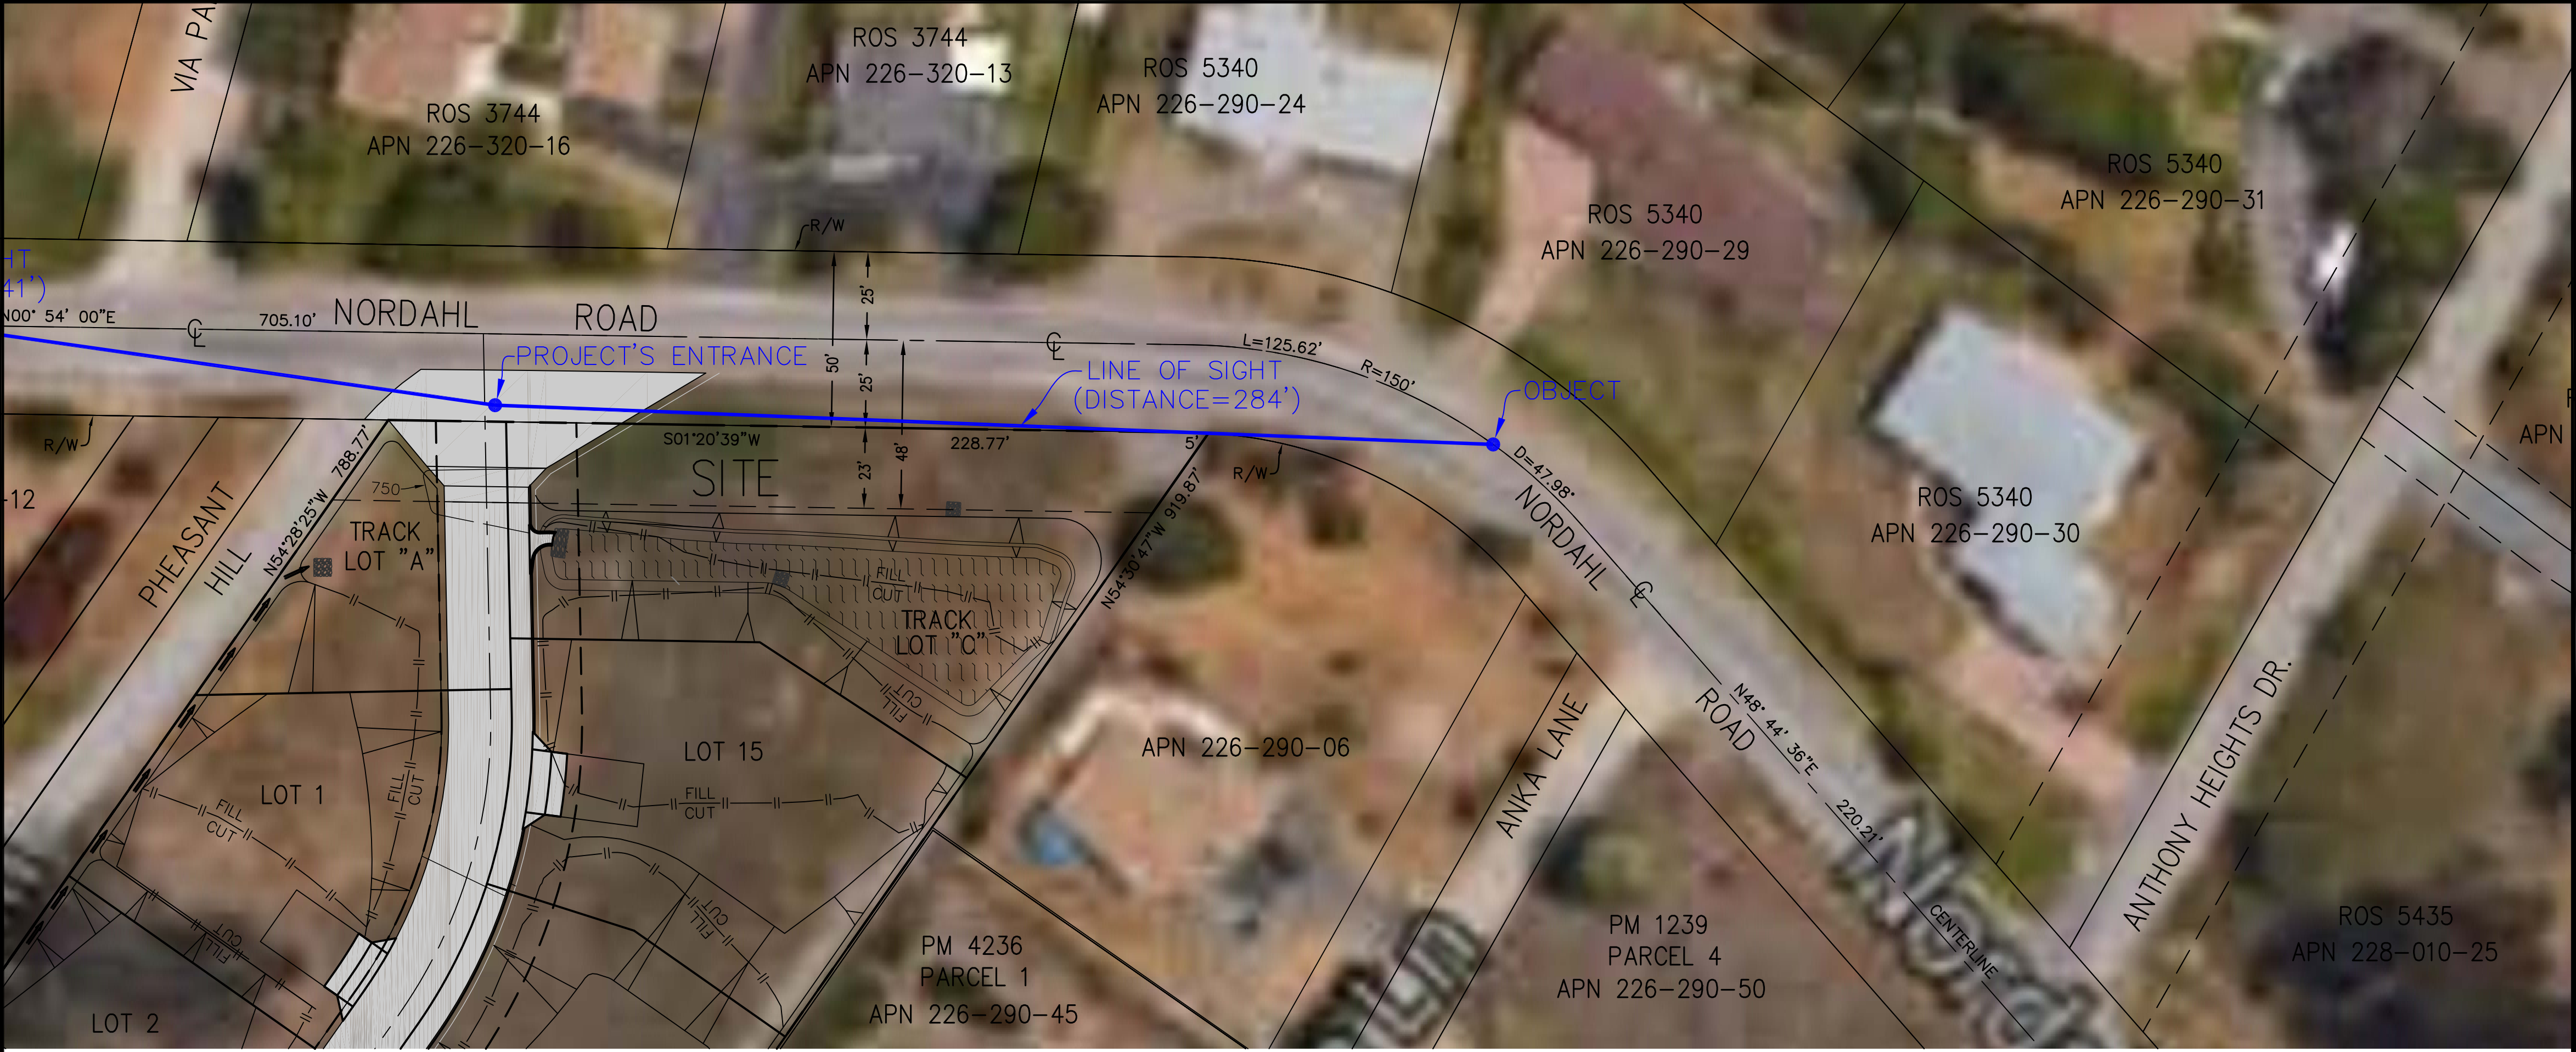 VIA PA
ROS 3744
APN 226-320-16
ROS 3744
APN 226-320-13
ROS 5340
APN 226-290-24
ROS 5340
APN 226-290-29
ROS 5340
APN 226-290-31
R/W
HT
41')
N00° 54' 00"E
℄
705.10'
NORDAHL ROAD
PROJECT'S ENTRANCE
25'
50'
25'
48'
23'
℄
LINE OF SIGHT
(DISTANCE=284')
L=125.62'
R=150'
OBJECT
D=47.98°
R/W
788.77'
N54°28'25"W
S01°20'39"W
228.77'
5'
R/W
SITE
750
-12
PHEASANT
HILL
TRACK
LOT "A"
FILL
CUT
TRACK
LOT "C"
FILL
CUT
N54°30'47"W 919.87'
NORDAHL
℄
ROAD
N48° 44' 36"E
220.21'
CENTERLINE
Nord
ROS 5340
APN 226-290-30
APN
ANTHONY HEIGHTS DR.
ROS 5435
APN 228-010-25
APN 226-290-06
ANKA LANE
Ln
PM 1239
PARCEL 4
APN 226-290-50
PM 4236
PARCEL 1
APN 226-290-45
LOT 15
FILL
CUT
LOT 1
FILL
CUT
FILL
CUT
FILL
CUT
FILL
CUT
LOT 2